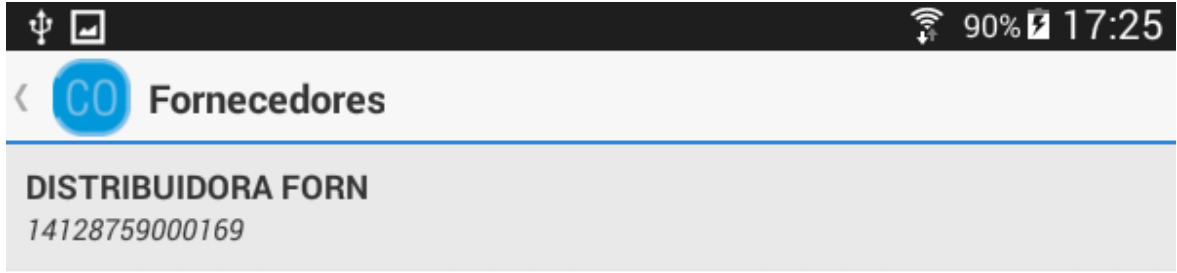 90% 17:25
CO Fornecedores
DISTRIBUIDORA FORN
14128759000169